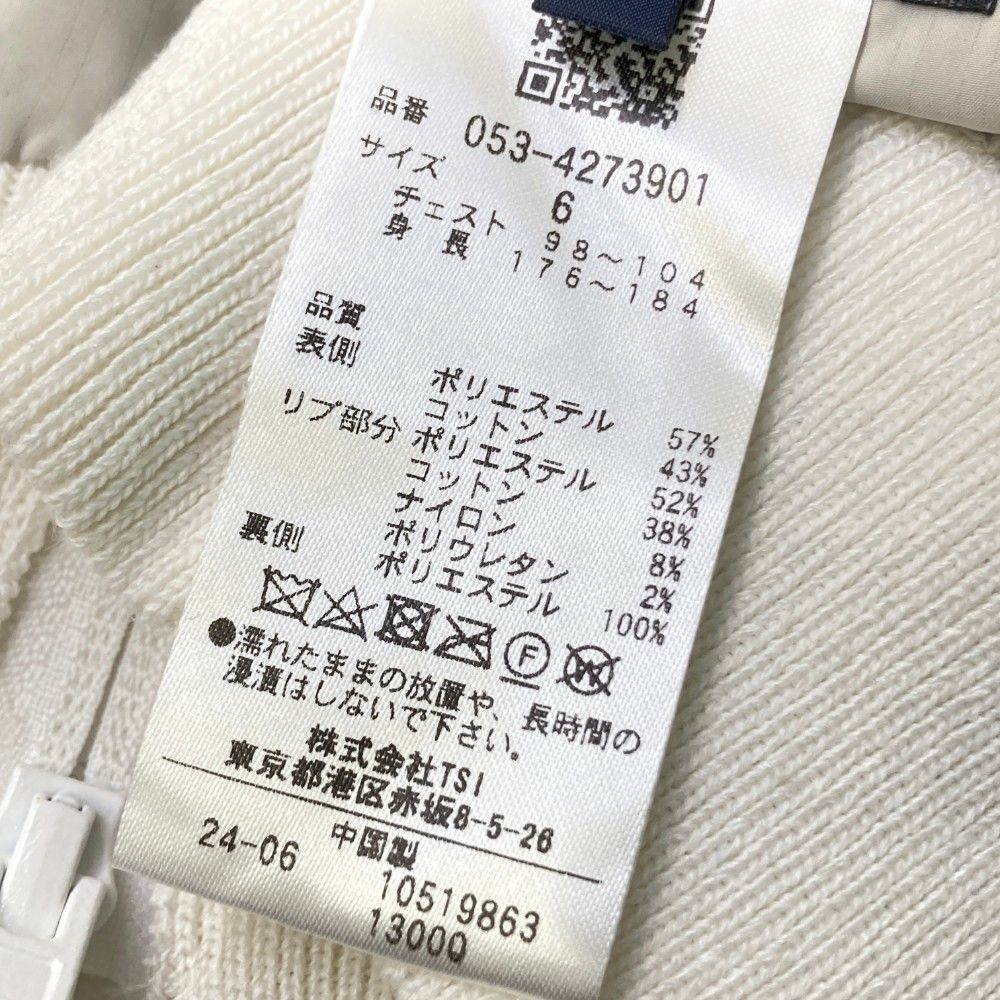 品番 053-4273901
サイズ 6
チェスト 98～104
身長 176～184
品質
表側 ポリエステル 57%
コットン 43%
リブ部分 ポリエステル 52%
コットン 38%
ナイロン 8%
ポリウレタン 2%
裏側 ポリエステル 100%
F
W
●濡れたままの放置や、長時間の
浸漬はしないで下さい。
株式会社TSI
東京都港区赤坂8-5-26
中国製
24-06 10519863
13000